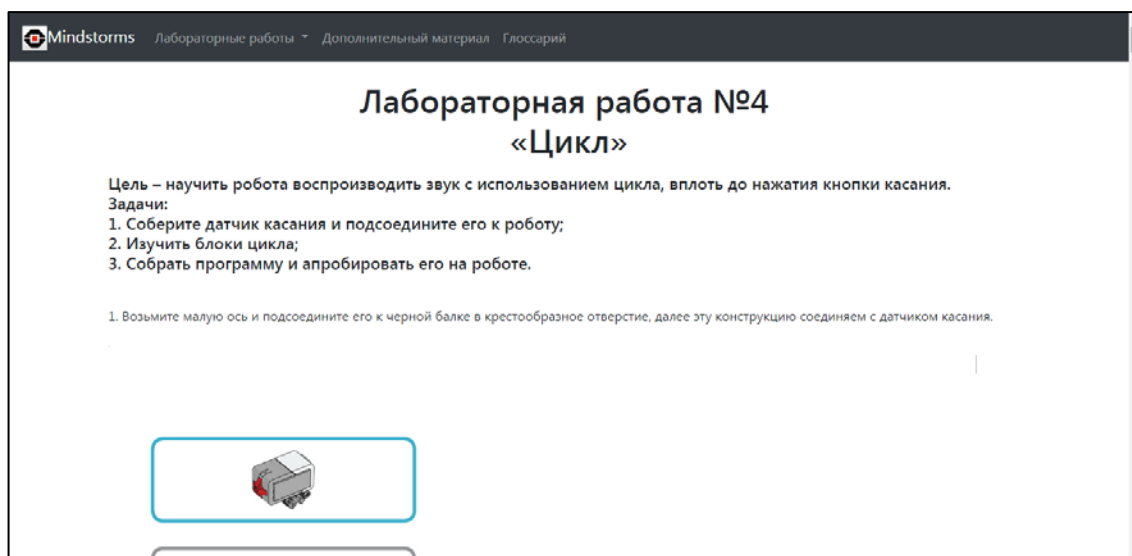 Mindstorms Лабораторные работы Дополнительный материал Глоссарий
Лабораторная работа №4
«Цикл»
Цель – научить робота воспроизводить звук с использованием цикла, вплоть до нажатия кнопки касания.
Задачи:
1. Соберите датчик касания и подсоедините его к роботу;
2. Изучить блоки цикла;
3. Собрать программу и апробировать его на роботе.
1. Возьмите малую ось и подсоедините его к черной балке в крестообразное отверстие, далее эту конструкцию соединяем с датчиком касания.